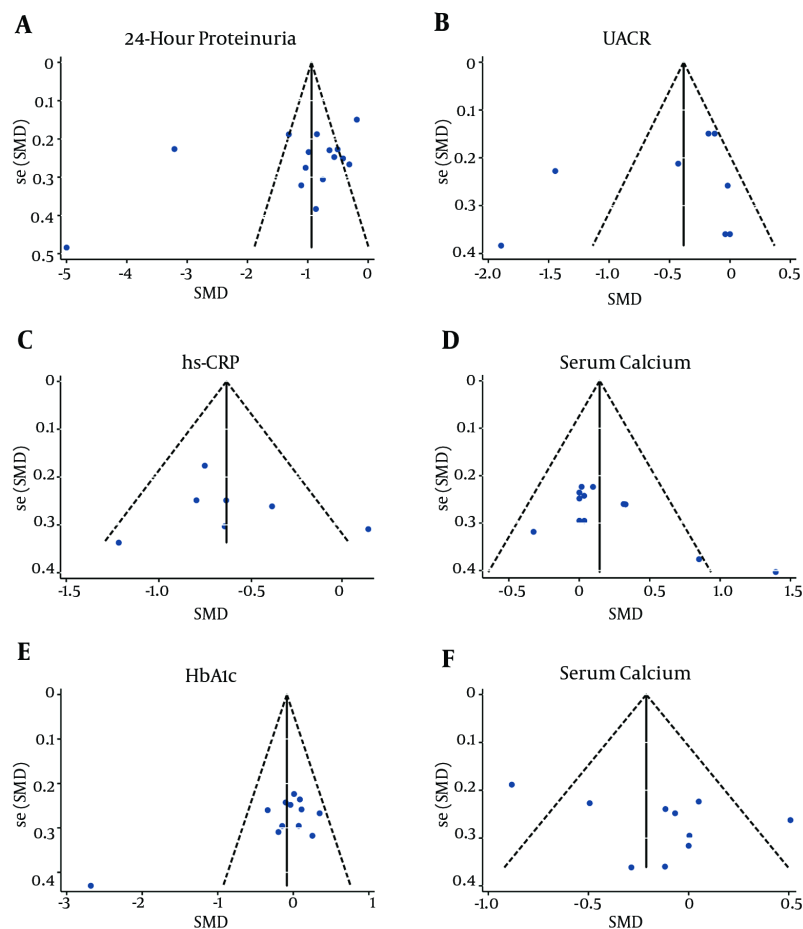 A
24-Hour Proteinuria
se (SMD)
0
0.1
0.2
0.3
0.4
0.5
-5 -4 -3 -2 -1 0
SMD
B
UACR
se (SMD)
0
0.1
0.2
0.3
0.4
-2.0 -1.5 -1.0 -0.5 0 0.5
SMD
C
hs-CRP
se (SMD)
0
0.1
0.2
0.3
0.4
-1.5 -1.0 -0.5 0
SMD
D
Serum Calcium
se (SMD)
0
0.1
0.2
0.3
0.4
-0.5 0 0.5 1.0 1.5
SMD
E
HbA1c
se (SMD)
0
0.1
0.2
0.3
0.4
-3 -2 -1 0 1
SMD
F
Serum Calcium
se (SMD)
0
0.1
0.2
0.3
0.4
-1.0 -0.5 0 0.5
SMD